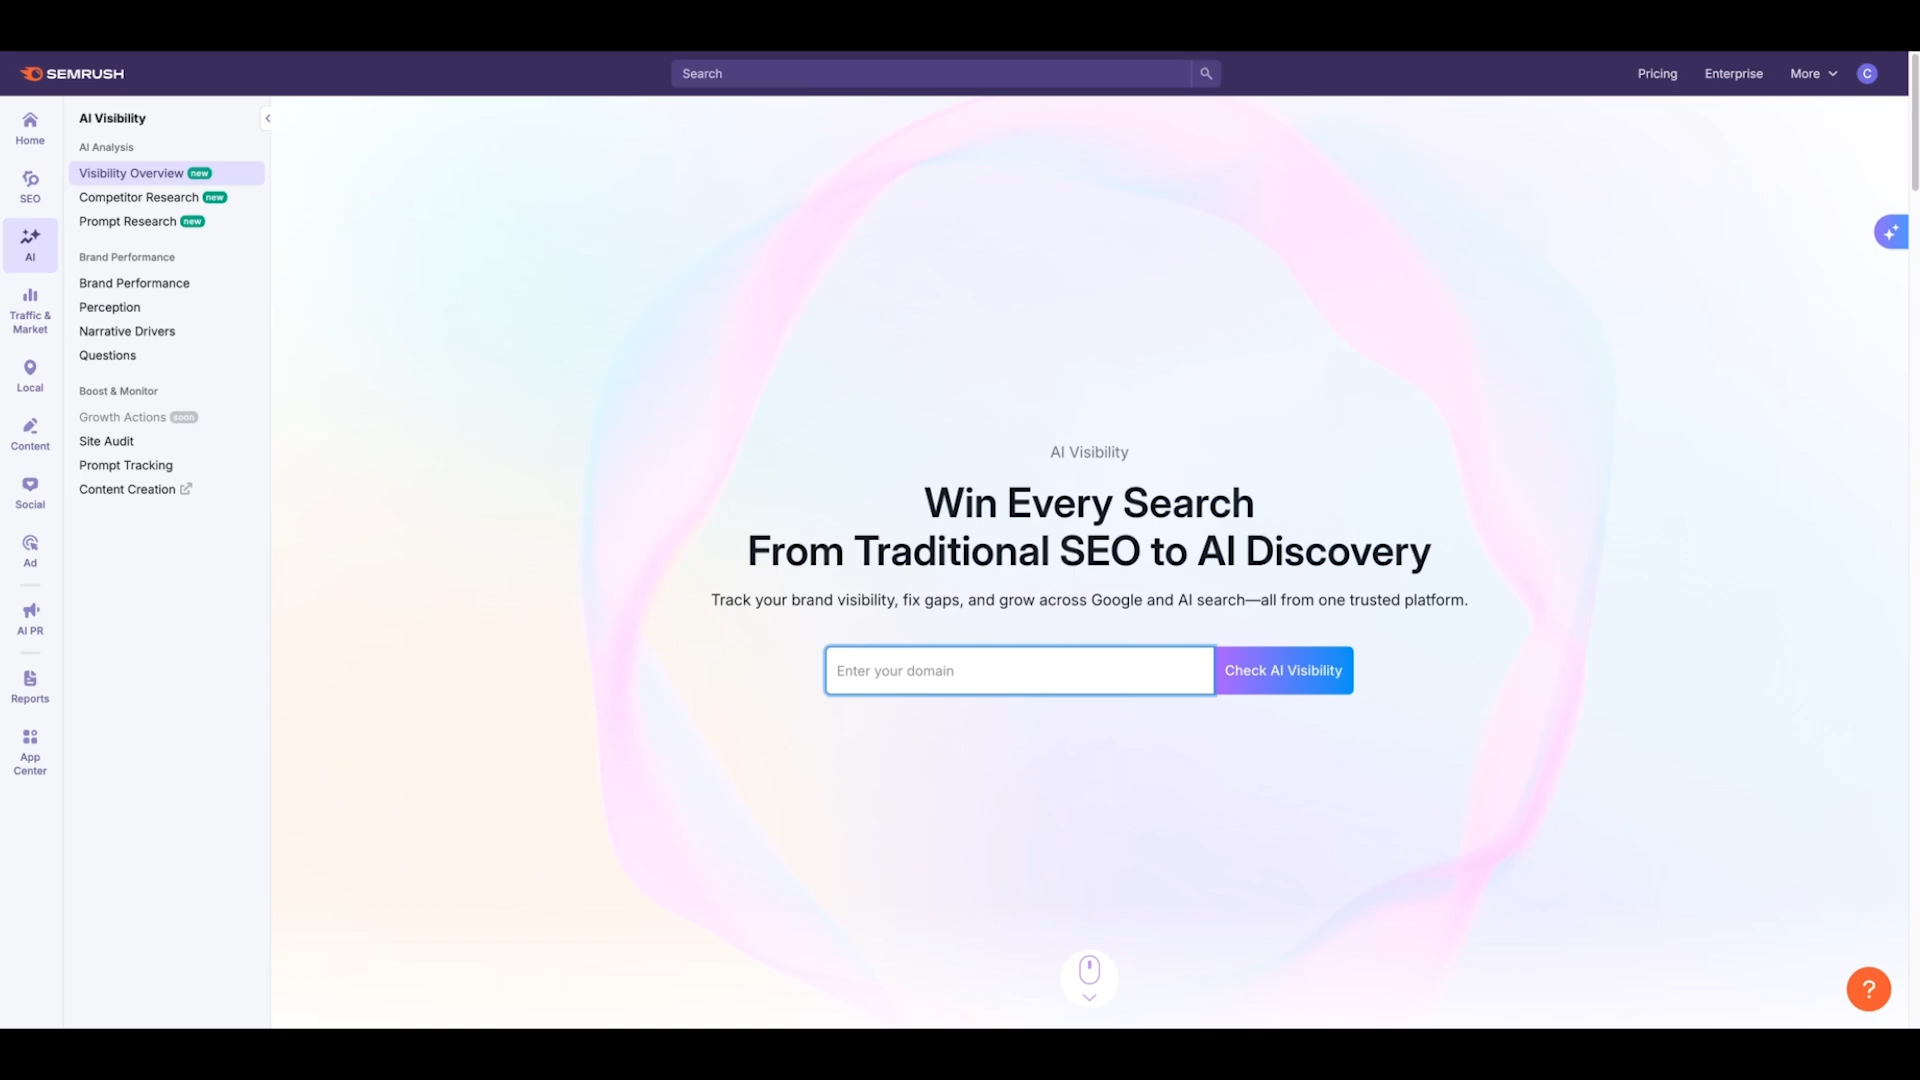 SEMRUSH
Search
Pricing
Enterprise
More
C
Home
SEO
AI
Traffic &
Market
Local
Content
Social
Ad
AI PR
Reports
App
Center
AI Visibility
AI Analysis
Visibility Overview new
Competitor Research new
Prompt Research new
Brand Performance
Brand Performance
Perception
Narrative Drivers
Questions
Boost & Monitor
Growth Actions soon
Site Audit
Prompt Tracking
Content Creation
AI Visibility
Win Every Search
From Traditional SEO to AI Discovery
Track your brand visibility, fix gaps, and grow across Google and AI search—all from one trusted platform.
Enter your domain
Check AI Visibility
?